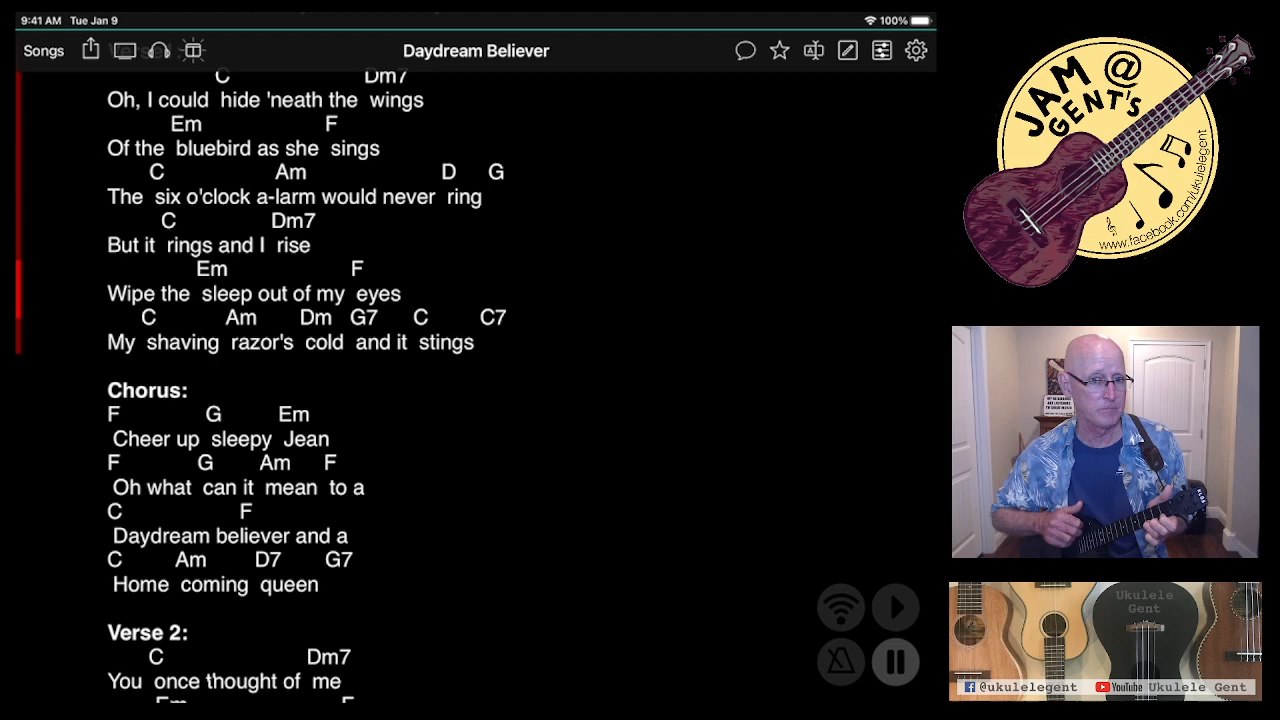 9:41 AM Tue Jan 9
100%
Songs
Daydream Believer
C Dm7
Oh, I could hide 'neath the wings
Em F
Of the bluebird as she sings
C Am D G
The six o'clock a-larm would never ring
C Dm7
But it rings and I rise
Em F
Wipe the sleep out of my eyes
C Am Dm G7 C C7
My shaving razor's cold and it stings
Chorus:
F G Em
Cheer up sleepy Jean
F G Am F
Oh what can it mean to a
C F
Daydream believer and a
C Am D7 G7
Home coming queen
Verse 2:
C Dm7
You once thought of me
Em F
JAM @
GENT'S
www.facebook.com/ukulelegent
Ukulele
Gent
@ukulelegent
YouTube Ukulele Gent